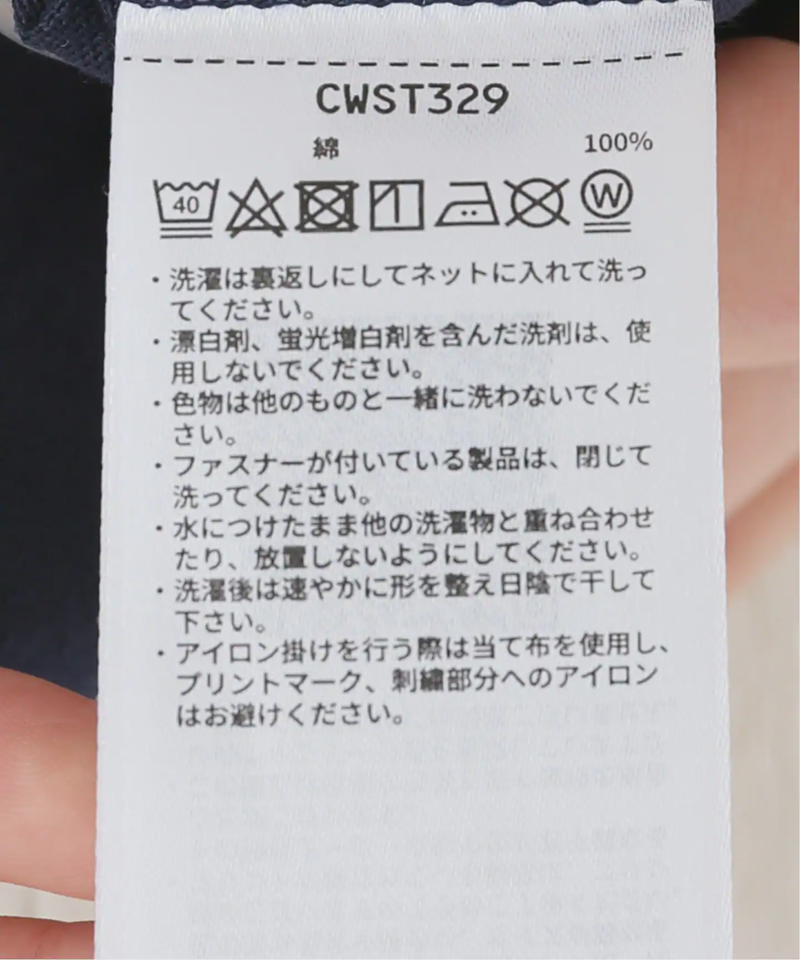 CWST329
綿 100%
40 W
・洗濯は裏返しにしてネットに入れて洗っ
てください。
・漂白剤、蛍光増白剤を含んだ洗剤は、使
用しないでください。
・色物は他のものと一緒に洗わないでくだ
さい。
・ファスナーが付いている製品は、閉じて
洗ってください。
・水につけたまま他の洗濯物と重ね合わせ
たり、放置しないようにしてください。
・洗濯後は速やかに形を整え日陰で干して
下さい。
・アイロン掛けを行う際は当て布を使用し、
プリントマーク、刺繍部分へのアイロン
はお避けください。